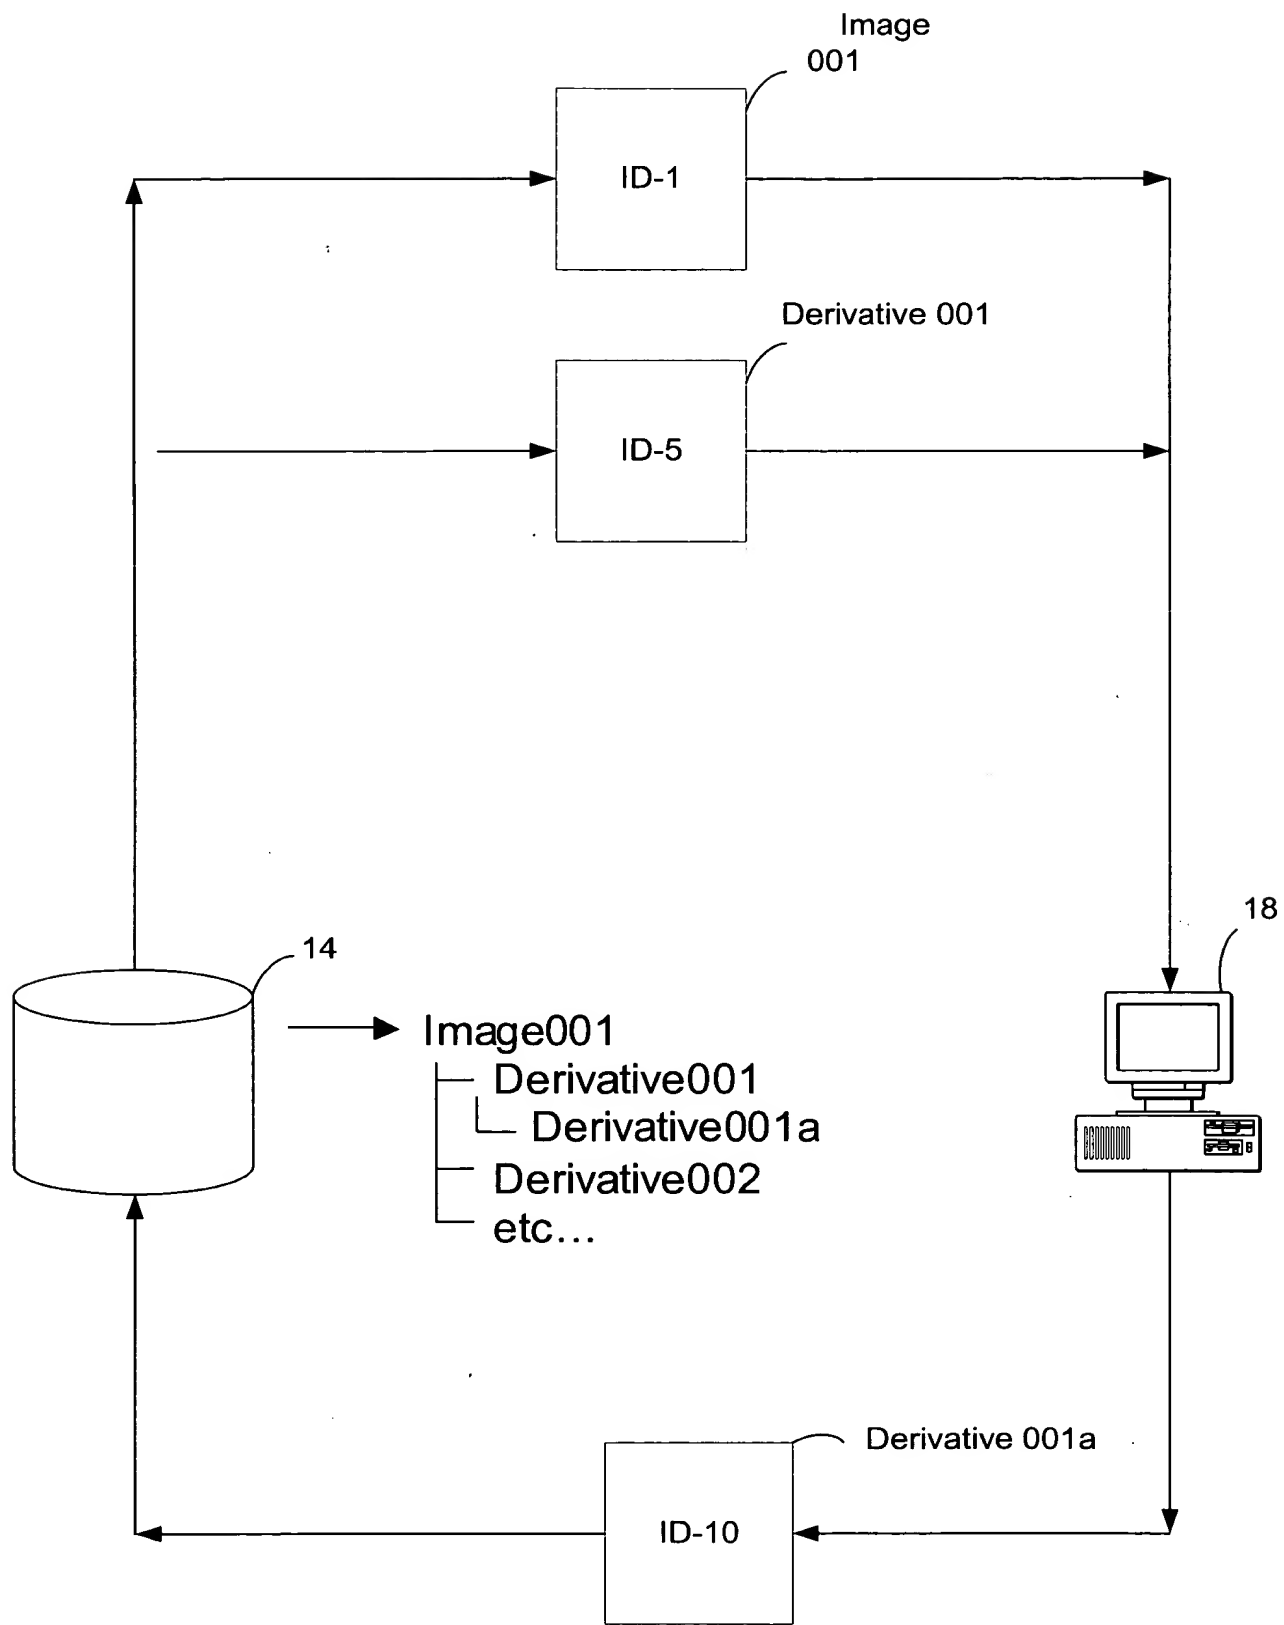 Image
001
ID-1
Derivative 001
ID-5
18
14
Image001
Derivative001
Derivative001a
Derivative002
etc...
Derivative 001a
ID-10